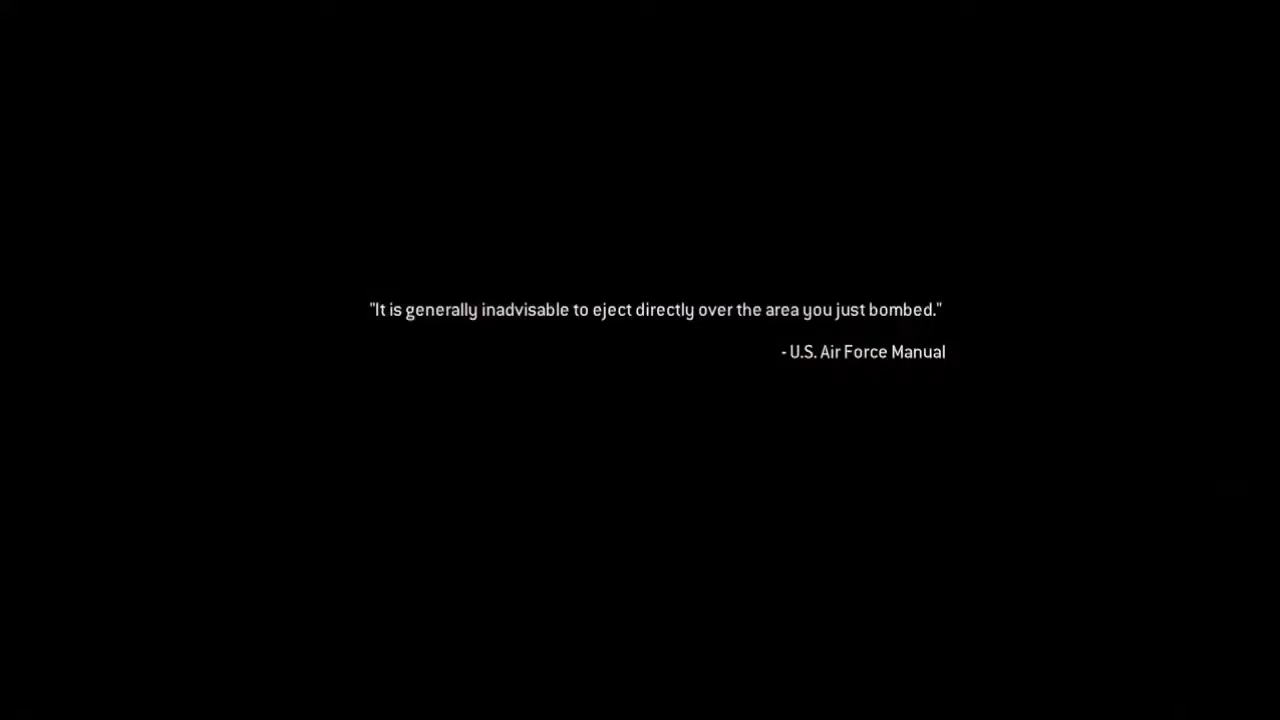 "It is generally inadvisable to eject directly over the area you just bombed."
- U.S. Air Force Manual